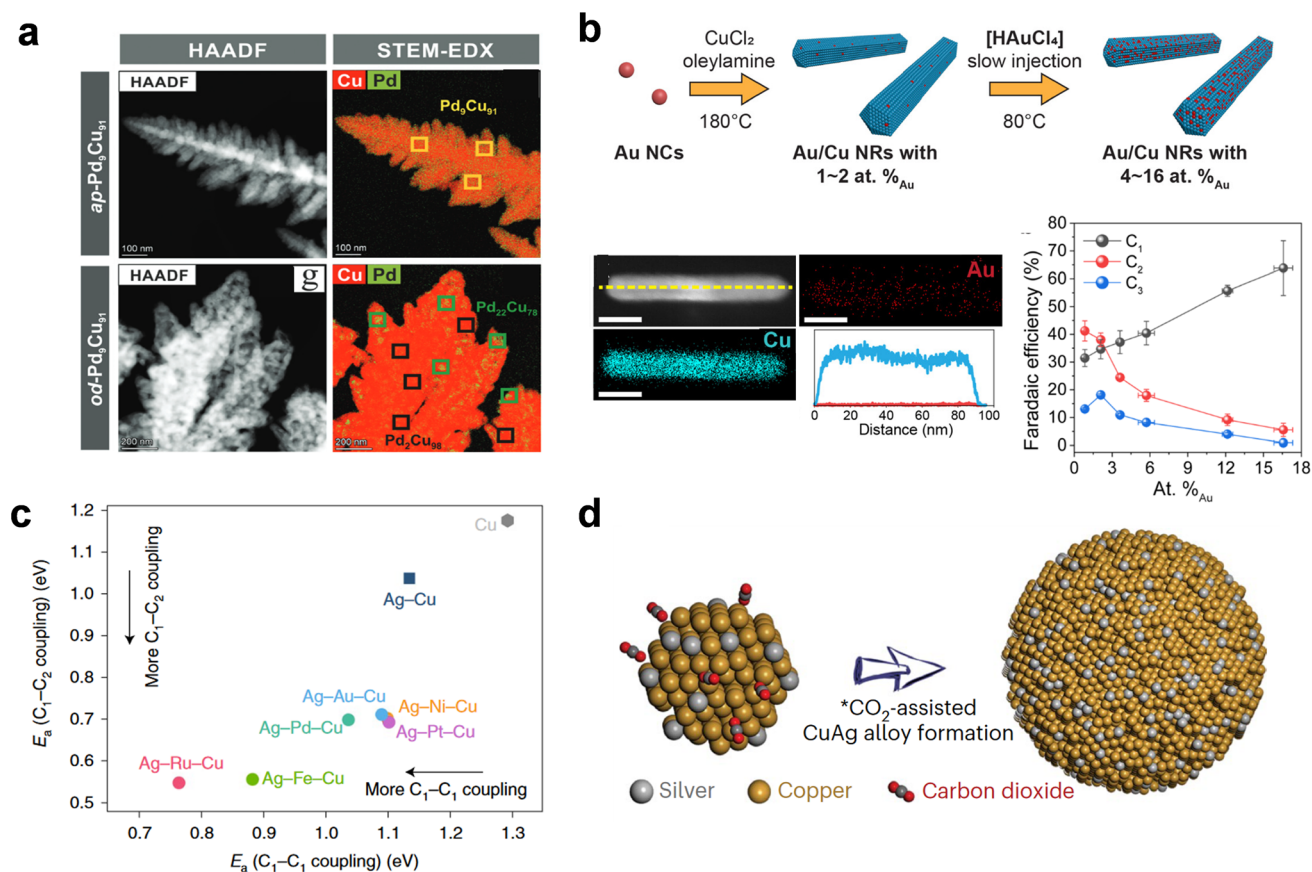 a
HAADF
STEM-EDX
ap-Pd9Cu91
HAADF
100 nm
Cu Pd
Pd9Cu91
100 nm
od-Pd9Cu91
HAADF
g
200 nm
Cu Pd
Pd22Cu78
Pd2Cu98
200 nm
b
Au NCs
CuCl₂
oleylamine
180°C
Au/Cu NRs with
1~2 at. %Au
[HAuCl₄]
slow injection
80°C
Au/Cu NRs with
4~16 at. %Au
Au
Cu
0 20 40 60 80 100
Distance (nm)
Faradaic efficiency (%)
80
70
60
50
40
30
20
10
0
C₁
C₂
C₃
0 3 6 9 12 15 18
At. %Au
c
Ea (C₁–C₂ coupling) (eV)
1.2
1.1
1.0
0.9
0.8
0.7
0.6
0.5
More C₁–C₂ coupling
Cu
Ag–Cu
Ag–Au–Cu
Ag–Ni–Cu
Ag–Pd–Cu
Ag–Pt–Cu
Ag–Ru–Cu
Ag–Fe–Cu
More C₁–C₁ coupling
0.7 0.8 0.9 1.0 1.1 1.2 1.3
Ea (C₁–C₁ coupling) (eV)
d
*CO₂-assisted
CuAg alloy formation
Silver
Copper
Carbon dioxide